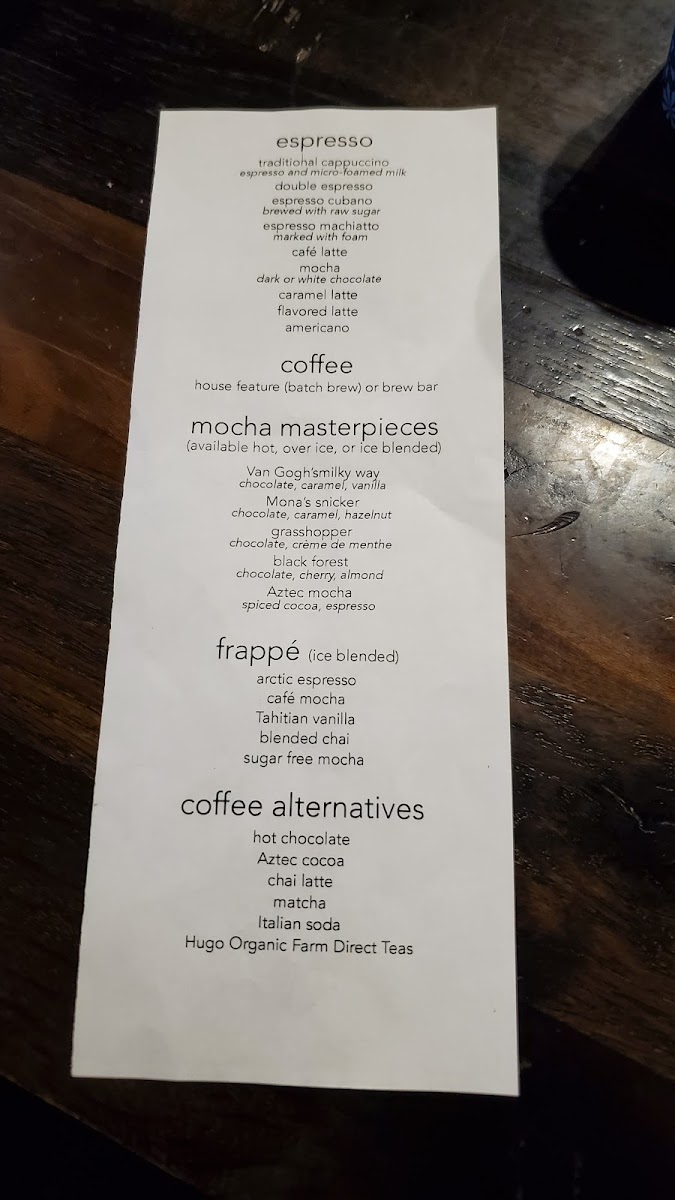 espresso
traditional cappuccino
espresso and micro-foamed milk
double espresso
espresso cubano
brewed with raw sugar
espresso machiatto
marked with foam
café latte
mocha
dark or white chocolate
caramel latte
flavored latte
americano
coffee
house feature (batch brew) or brew bar
mocha masterpieces
(available hot, over ice, or ice blended)
Van Gogh'smilky way
chocolate, caramel, vanilla
Mona's snicker
chocolate, caramel, hazelnut
grasshopper
chocolate, crème de menthe
black forest
chocolate, cherry, almond
Aztec mocha
spiced cocoa, espresso
frappé (ice blended)
arctic espresso
café mocha
Tahitian vanilla
blended chai
sugar free mocha
coffee alternatives
hot chocolate
Aztec cocoa
chai latte
matcha
Italian soda
Hugo Organic Farm Direct Teas